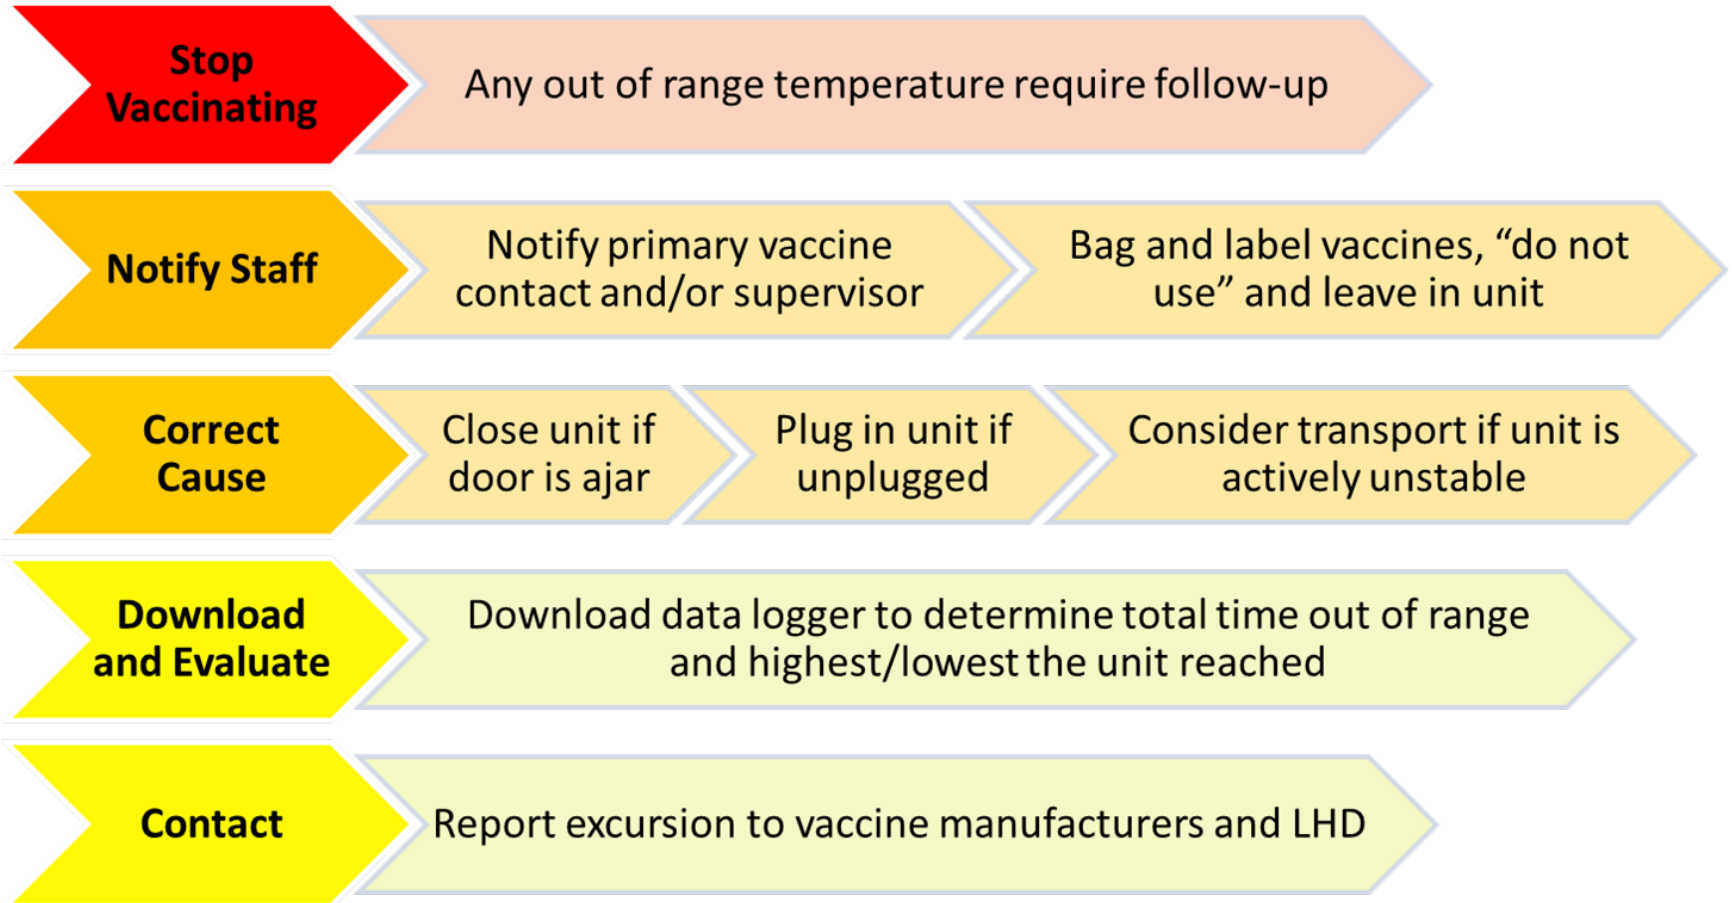 Stop
Vaccinating
Any out of range temperature require follow-up
Notify Staff
Notify primary vaccine
contact and/or supervisor
Bag and label vaccines, “do not
use” and leave in unit
Correct
Cause
Close unit if
door is ajar
Plug in unit if
unplugged
Consider transport if unit is
actively unstable
Download
and Evaluate
Download data logger to determine total time out of range
and highest/lowest the unit reached
Contact
Report excursion to vaccine manufacturers and LHD